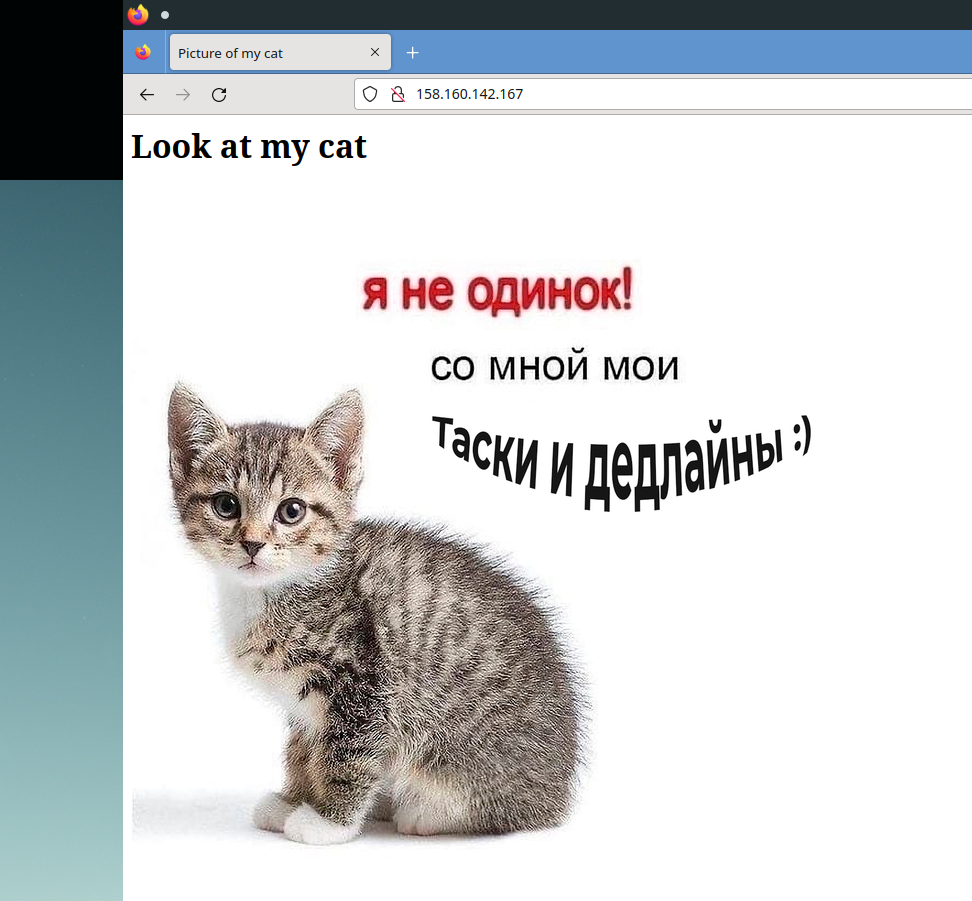 Picture of my cat
158.160.142.167
Look at my cat
я не одинок!
со мной мои
Таски и дедлайны :)